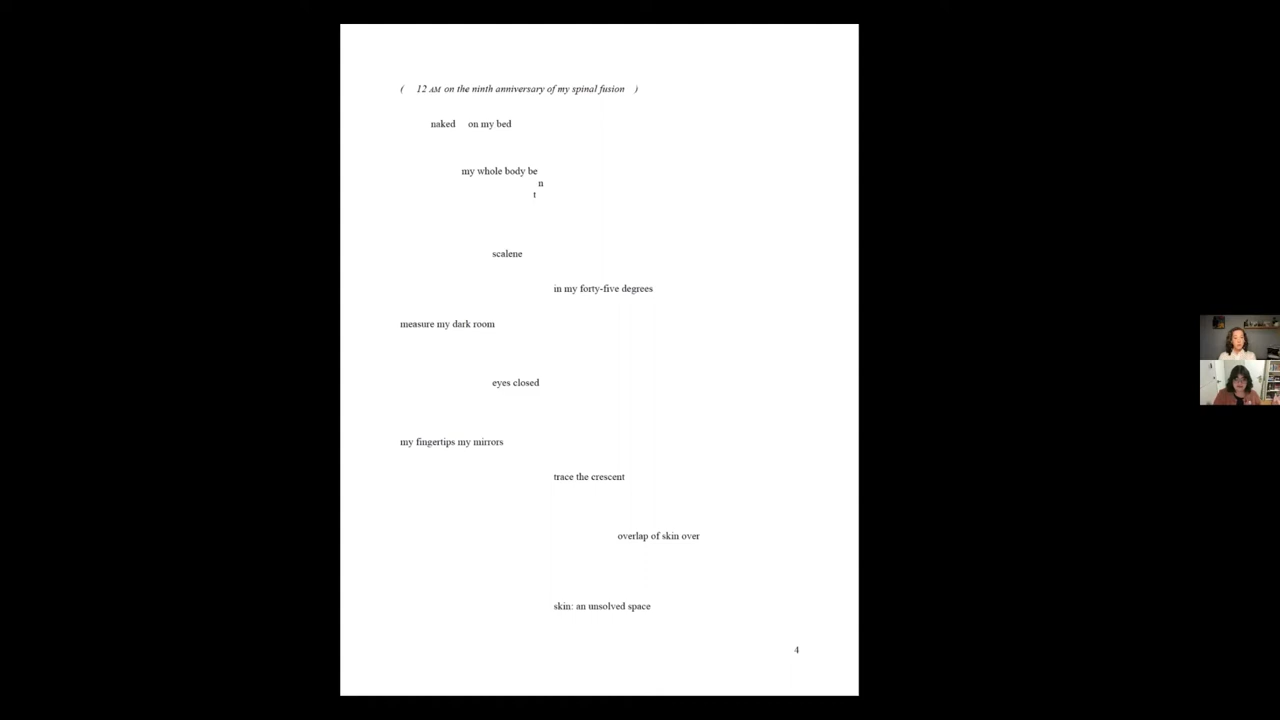 ( 12 AM on the ninth anniversary of my spinal fusion )
naked on my bed
my whole body be
n
t
scalene
in my forty-five degrees
measure my dark room
eyes closed
my fingertips my mirrors
trace the crescent
overlap of skin over
skin: an unsolved space
4